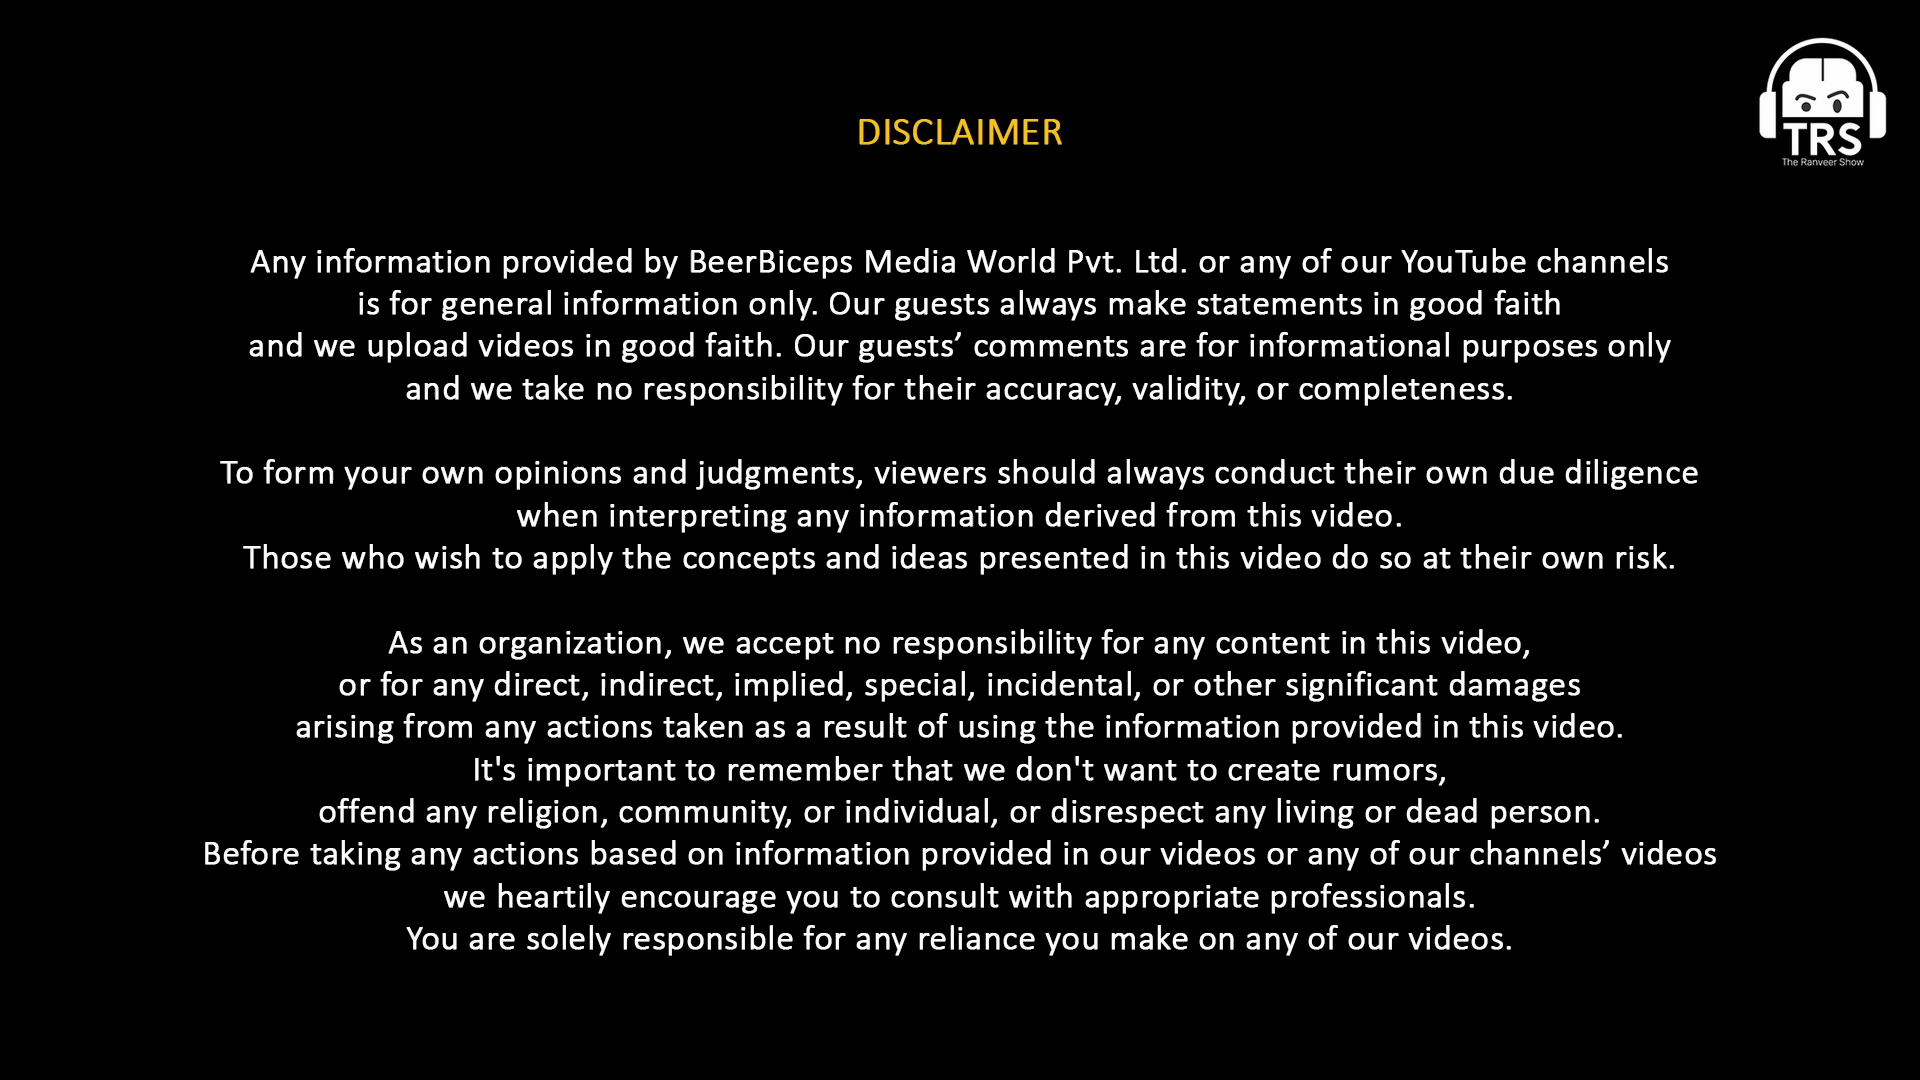 TRS
The Ranveer Show
DISCLAIMER
Any information provided by BeerBiceps Media World Pvt. Ltd. or any of our YouTube channels
is for general information only. Our guests always make statements in good faith
and we upload videos in good faith. Our guests’ comments are for informational purposes only
and we take no responsibility for their accuracy, validity, or completeness.
To form your own opinions and judgments, viewers should always conduct their own due diligence
when interpreting any information derived from this video.
Those who wish to apply the concepts and ideas presented in this video do so at their own risk.
As an organization, we accept no responsibility for any content in this video,
or for any direct, indirect, implied, special, incidental, or other significant damages
arising from any actions taken as a result of using the information provided in this video.
It's important to remember that we don't want to create rumors,
offend any religion, community, or individual, or disrespect any living or dead person.
Before taking any actions based on information provided in our videos or any of our channels’ videos
we heartily encourage you to consult with appropriate professionals.
You are solely responsible for any reliance you make on any of our videos.